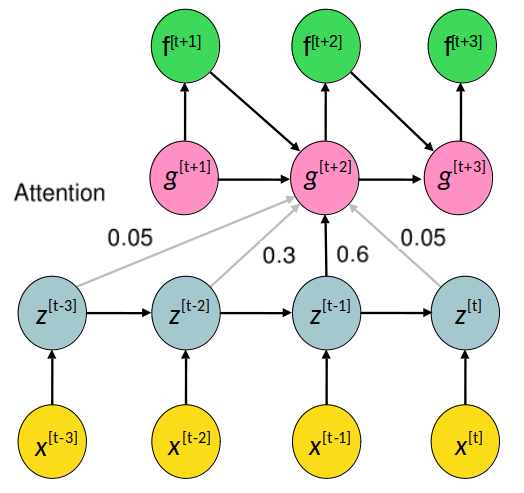 f[t+1] f[t+2] f[t+3]
g[t+1] g[t+2] g[t+3]
Attention
0.05 0.3 0.6 0.05
z[t-3] z[t-2] z[t-1] z[t]
x[t-3] x[t-2] x[t-1] x[t]